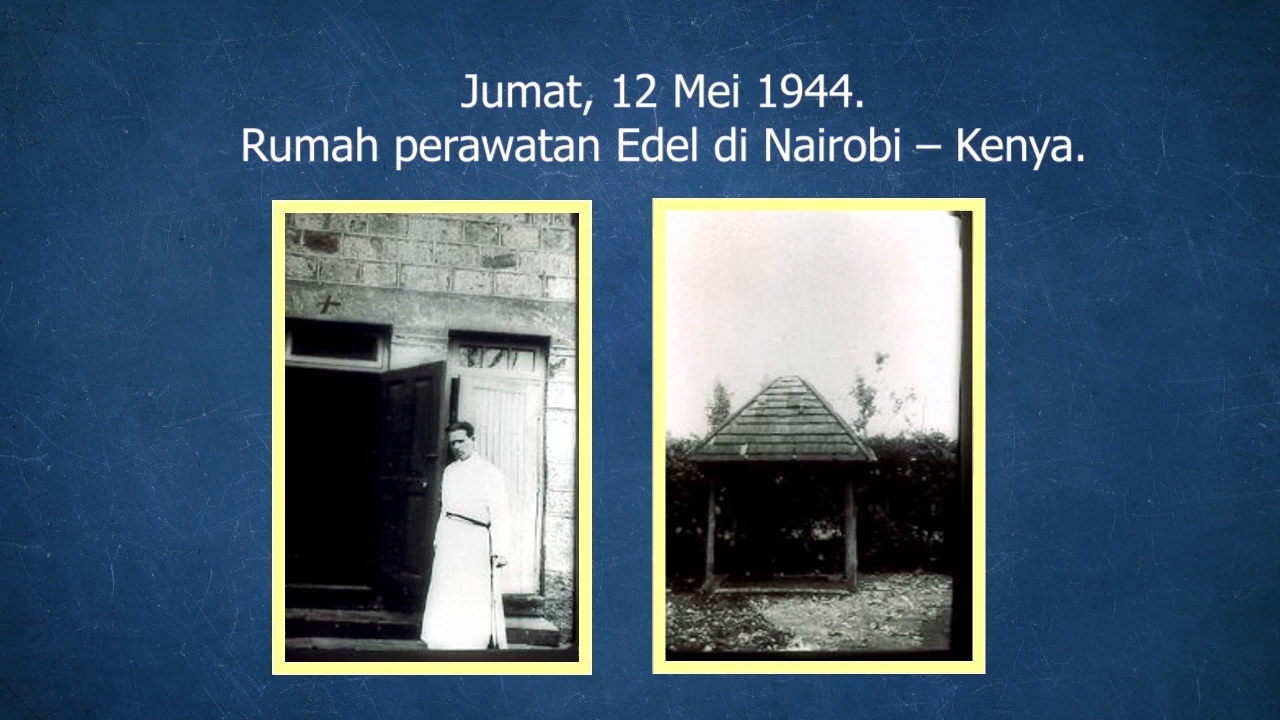 Jumat, 12 Mei 1944.
Rumah perawatan Edel di Nairobi – Kenya.